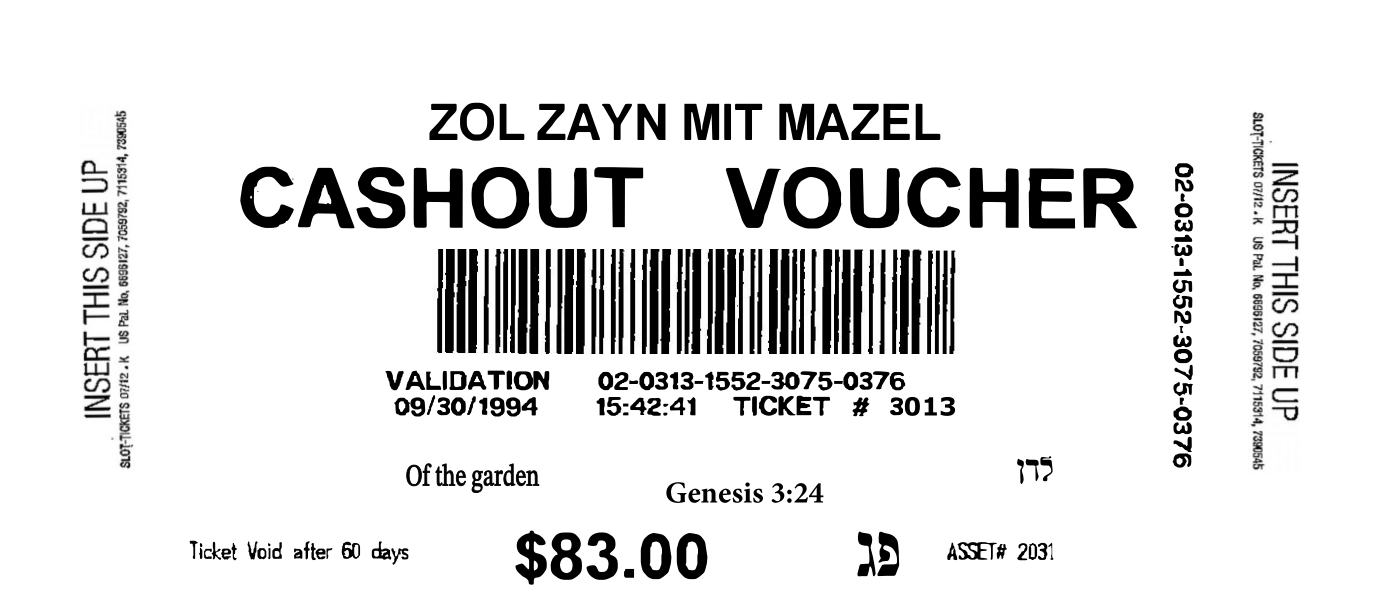 ZOL ZAYN MIT MAZEL
CASHOUT VOUCHER
VALIDATION 02-0313-1552-3075-0376
09/30/1994 15:42:41 TICKET # 3013
Of the garden
Genesis 3:24
לדן
Ticket Void after 60 days
$83.00
פג
ASSET# 2031
INSERT THIS SIDE UP
SLOT-TICKETS 07/12 - K US Pat. No. 6696127, 7059792, 7115314, 7390545
02-0313-1552-3075-0376
SLOT-TICKETS 07/12 - K US Pat. No. 6696127, 7059792, 7115314, 7390545
INSERT THIS SIDE UP